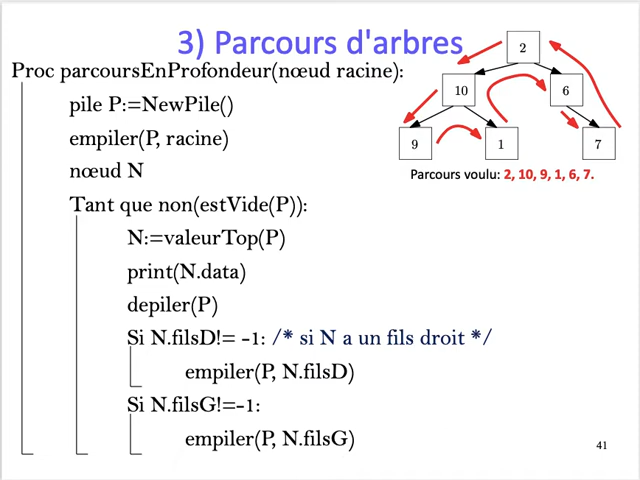 3) Parcours d'arbres
Proc parcoursEnProfondeur(nœud racine):
pile P:=NewPile()
empiler(P, racine)
nœud N
Tant que non(estVide(P)):
N:=valeurTop(P)
print(N.data)
depiler(P)
Si N.filsD!= -1: /* si N a un fils droit */
empiler(P, N.filsD)
Si N.filsG!=-1:
empiler(P, N.filsG)
2
10
6
9
1
7
Parcours voulu: 2, 10, 9, 1, 6, 7.
41